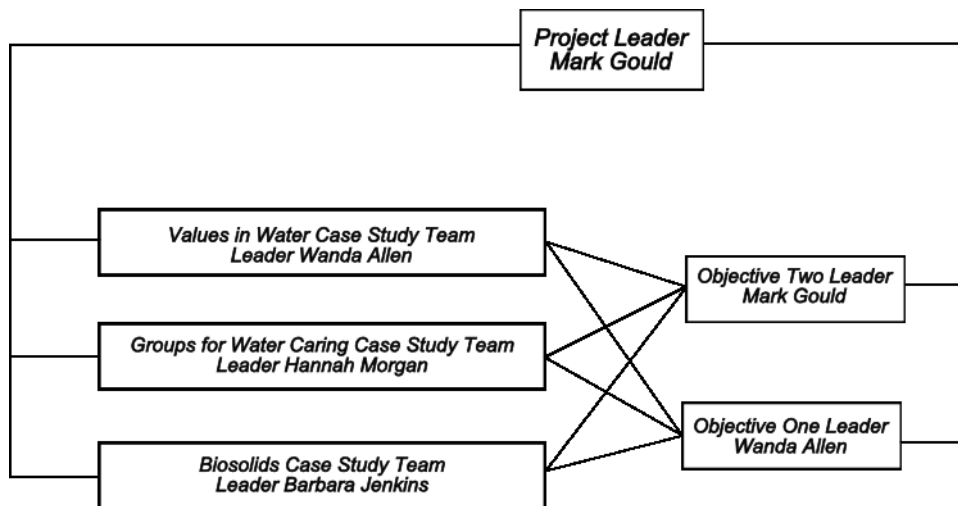 Project Leader
Mark Gould
Values in Water Case Study Team
Leader Wanda Allen
Objective Two Leader
Mark Gould
Groups for Water Caring Case Study Team
Leader Hannah Morgan
Objective One Leader
Wanda Allen
Biosolids Case Study Team
Leader Barbara Jenkins